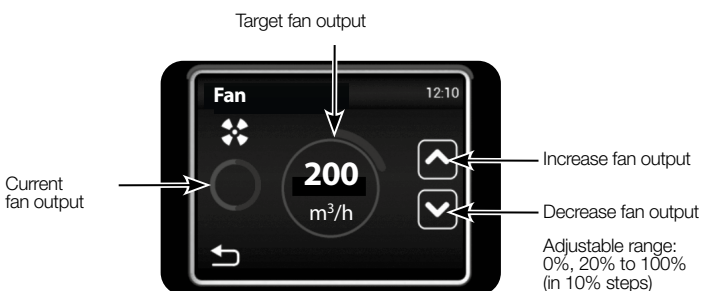 Target fan output
Fan
12:10
Current
fan output
200
m³/h
Increase fan output
Decrease fan output
Adjustable range:
0%, 20% to 100%
(in 10% steps)